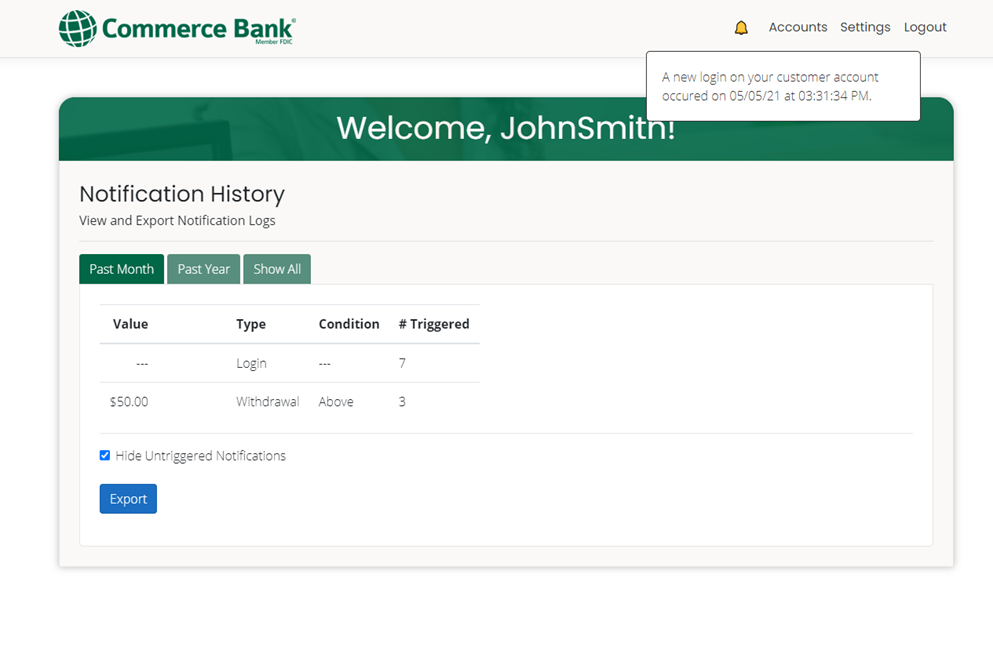 Commerce Bank®
Member FDIC
Accounts Settings Logout
A new login on your customer account
occured on 05/05/21 at 03:31:34 PM.
Welcome, JohnSmith!
Notification History
View and Export Notification Logs
Past Month Past Year Show All
Value Type Condition # Triggered
--- Login --- 7
$50.00 Withdrawal Above 3
Hide Untriggered Notifications
Export